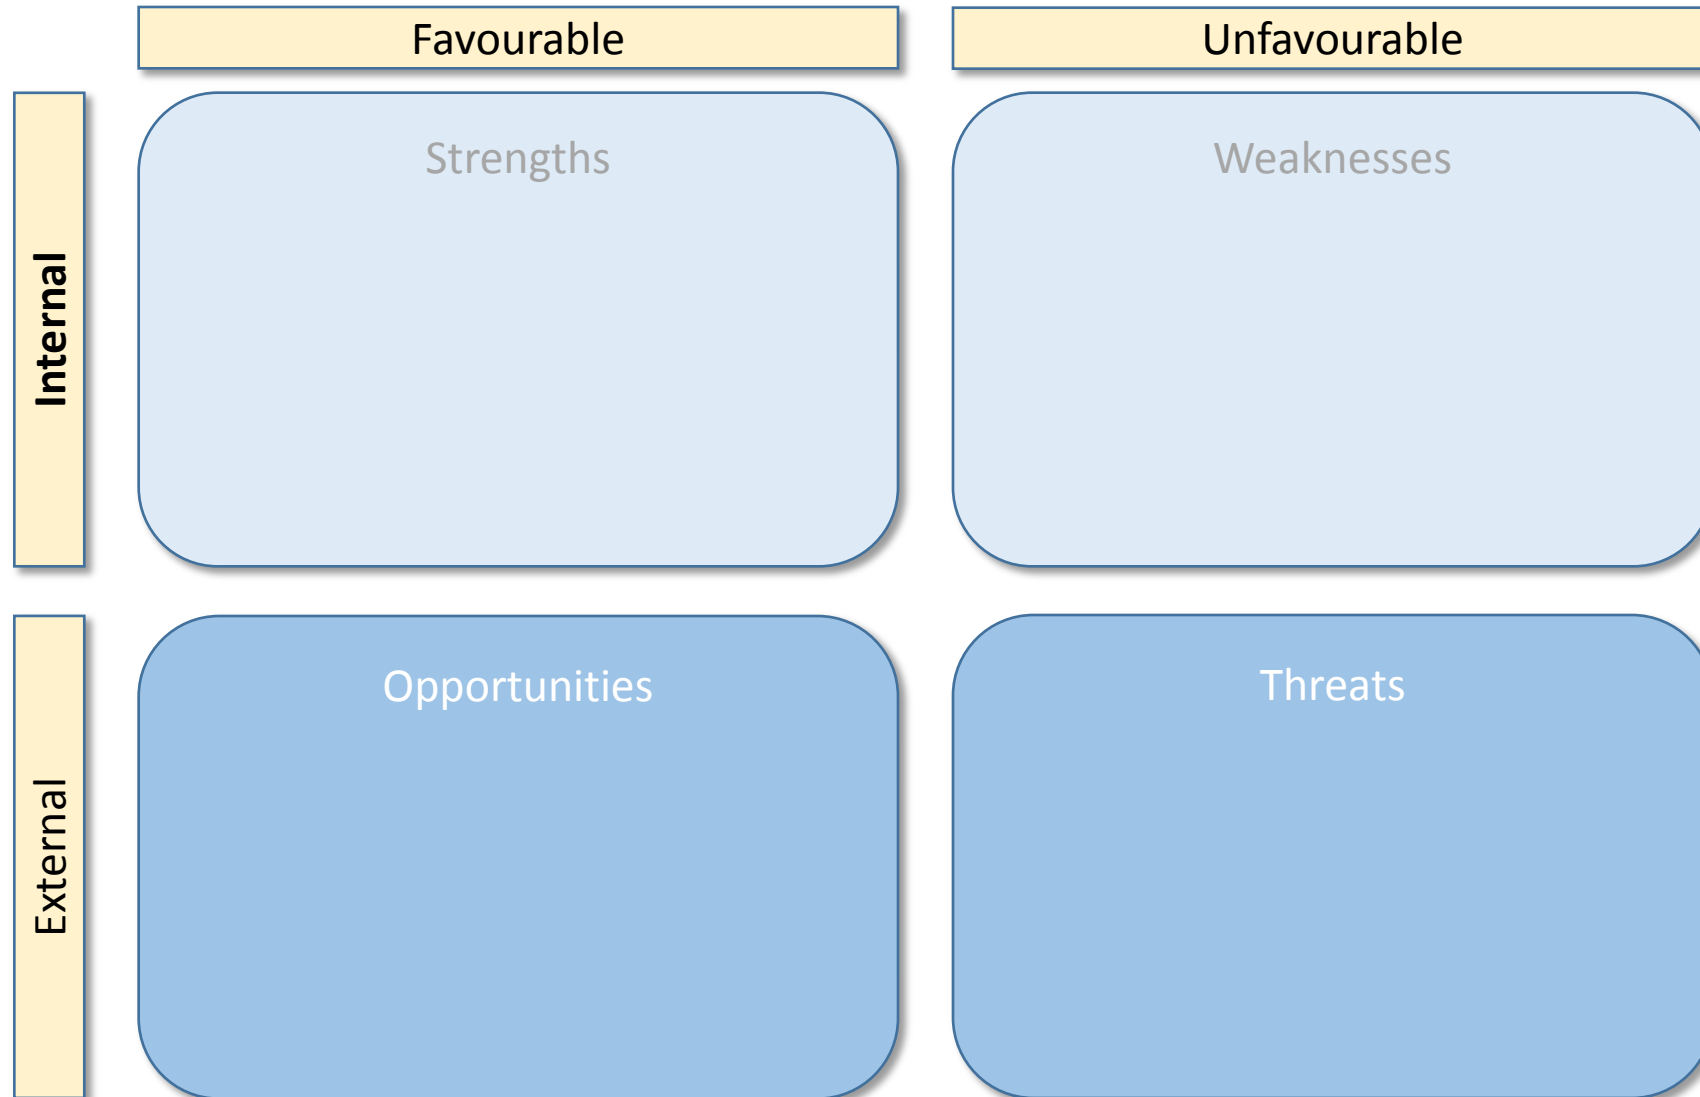 Favourable
Unfavourable
Internal
Strengths
Weaknesses
External
Opportunities
Threats